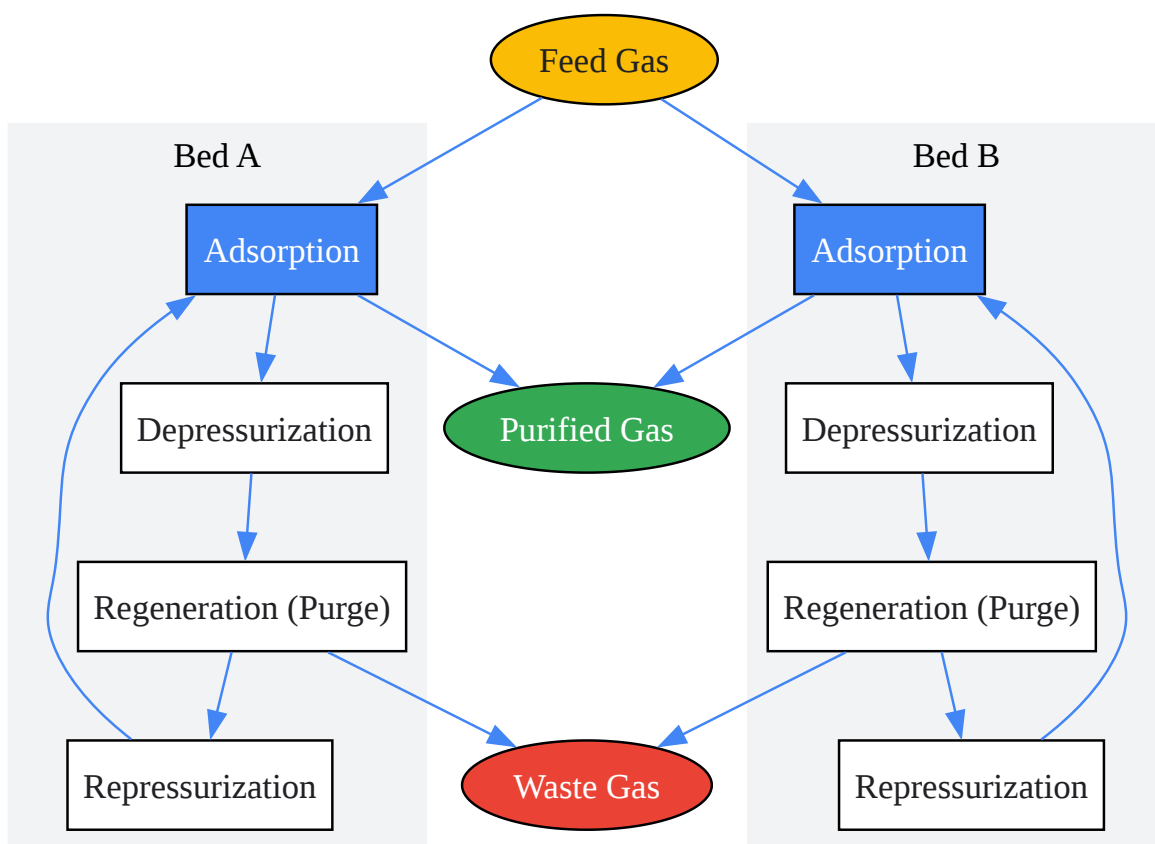 Feed Gas
Bed A
Bed B
Adsorption
Adsorption
Depressurization
Purified Gas
Depressurization
Regeneration (Purge)
Regeneration (Purge)
Repressurization
Waste Gas
Repressurization